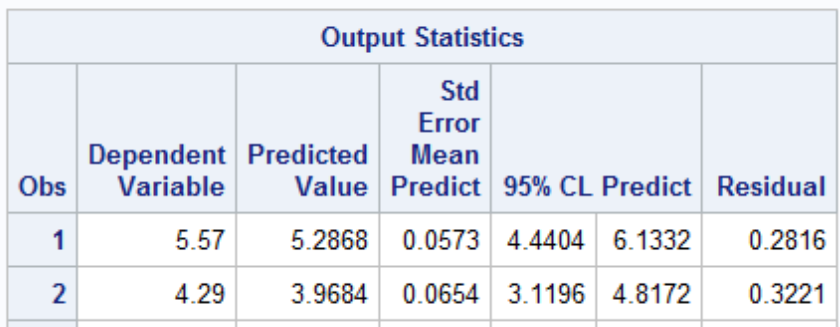 Output Statistics
Obs Dependent Variable Predicted Value Std Error Mean Predict 95% CL Predict Residual
1 5.57 5.2868 0.0573 4.4404 6.1332 0.2816
2 4.29 3.9684 0.0654 3.1196 4.8172 0.3221